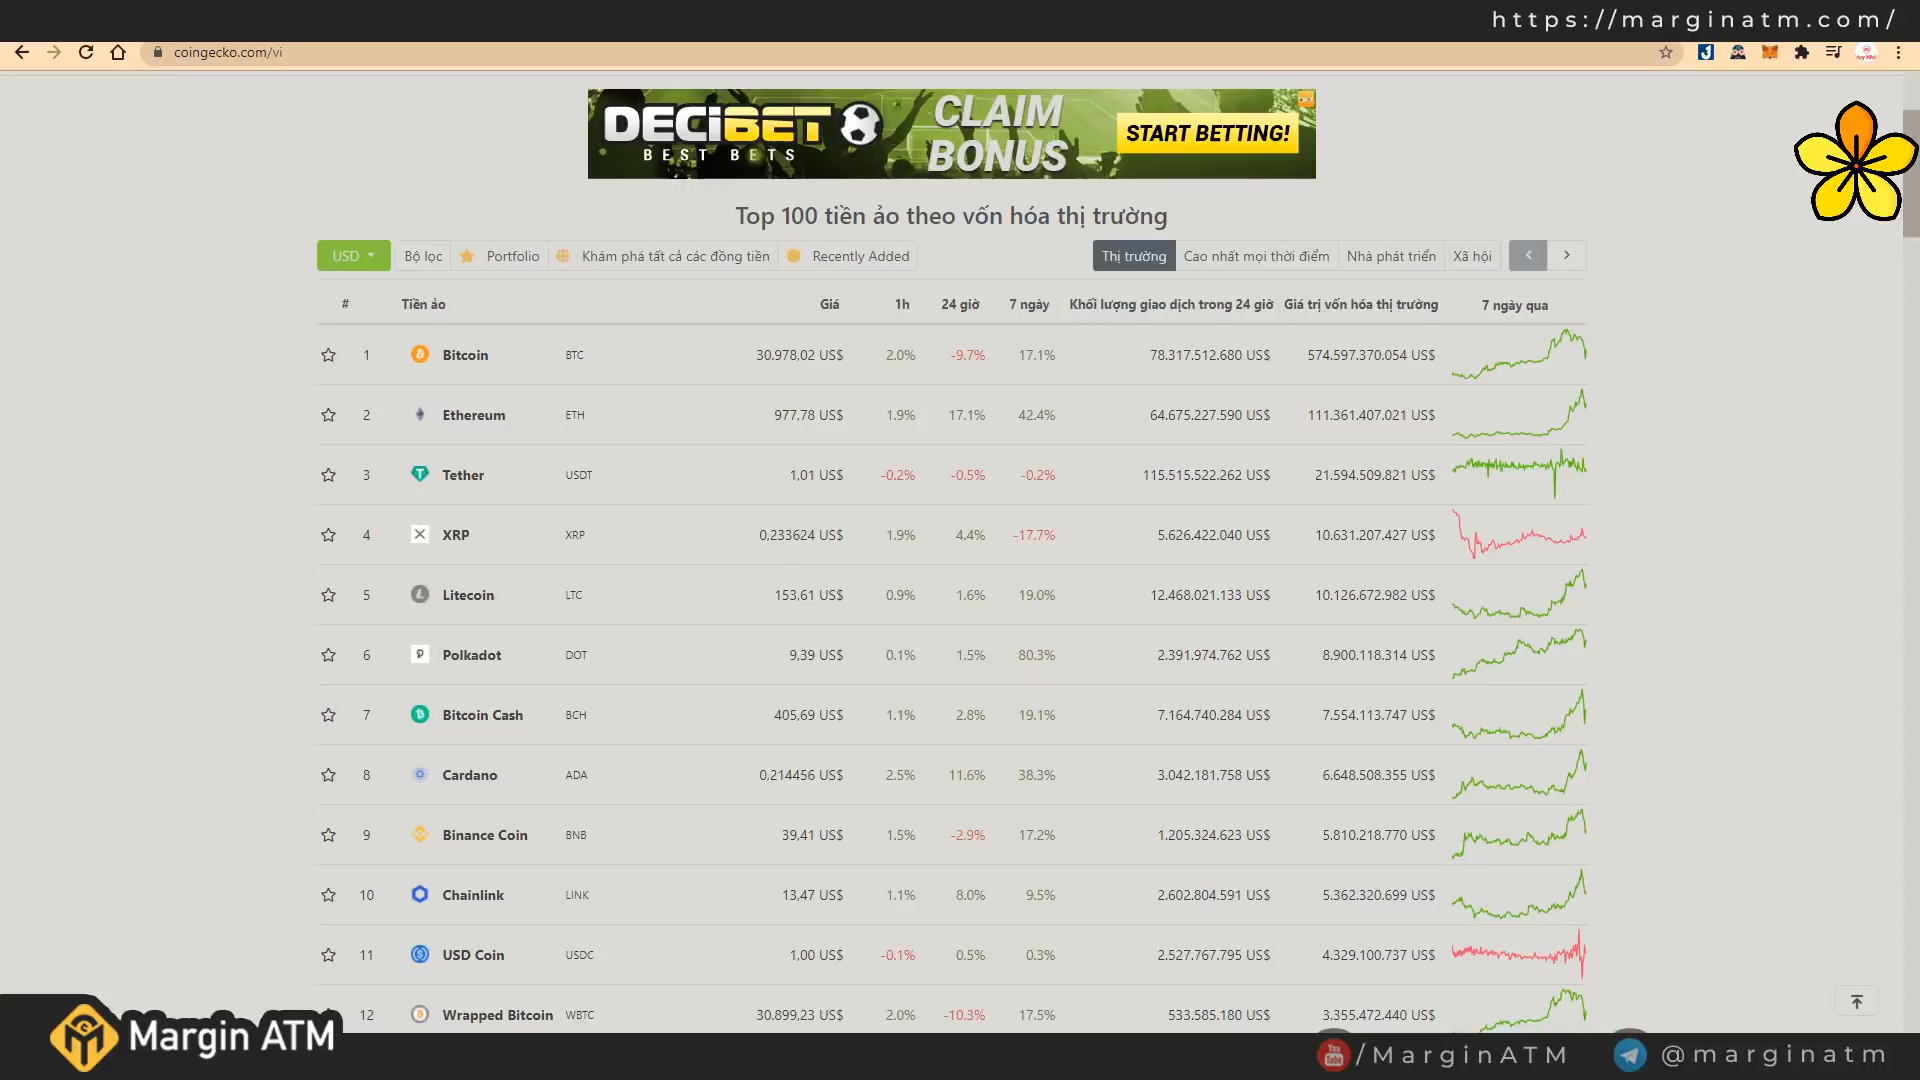 https://marginatm.com/
coingecko.com/vi
DECIBET
BEST BETS
CLAIM
BONUS
START BETTING!
Top 100 tiền ảo theo vốn hóa thị trường
USD Bộ lọc Portfolio Khám phá tất cả các đồng tiền Recently Added Thị trường Cao nhất mọi thời điểm Nhà phát triển Xã hội
# Tiền ảo Giá 1h 24 giờ 7 ngày Khối lượng giao dịch trong 24 giờ Giá trị vốn hóa thị trường 7 ngày qua
1 Bitcoin BTC 30.978,02 US$ 2.0% -9.7% 17.1% 78.317.512.680 US$ 574.597.370.054 US$
2 Ethereum ETH 977,78 US$ 1.9% 17.1% 42.4% 64.675.227.590 US$ 111.361.407.021 US$
3 Tether USDT 1,01 US$ -0.2% -0.5% -0.2% 115.515.522.262 US$ 21.594.509.821 US$
4 XRP XRP 0,233624 US$ 1.9% 4.4% -17.7% 5.626.422.040 US$ 10.631.207.427 US$
5 Litecoin LTC 153,61 US$ 0.9% 1.6% 19.0% 12.468.021.133 US$ 10.126.672.982 US$
6 Polkadot DOT 9,39 US$ 0.1% 1.5% 80.3% 2.391.974.762 US$ 8.900.118.314 US$
7 Bitcoin Cash BCH 405,69 US$ 1.1% 2.8% 19.1% 7.164.740.284 US$ 7.554.113.747 US$
8 Cardano ADA 0,214456 US$ 2.5% 11.6% 38.3% 3.042.181.758 US$ 6.648.508.355 US$
9 Binance Coin BNB 39,41 US$ 1.5% -2.9% 17.2% 1.205.324.623 US$ 5.810.218.770 US$
10 Chainlink LINK 13,47 US$ 1.1% 8.0% 9.5% 2.602.804.591 US$ 5.362.320.699 US$
11 USD Coin USDC 1,00 US$ -0.1% 0.5% 0.3% 2.527.767.795 US$ 4.329.100.737 US$
12 Wrapped Bitcoin WBTC 30.899,23 US$ 2.0% -10.3% 17.5% 533.585.180 US$ 3.355.472.440 US$
Margin ATM
/MarginATM
@marginatm